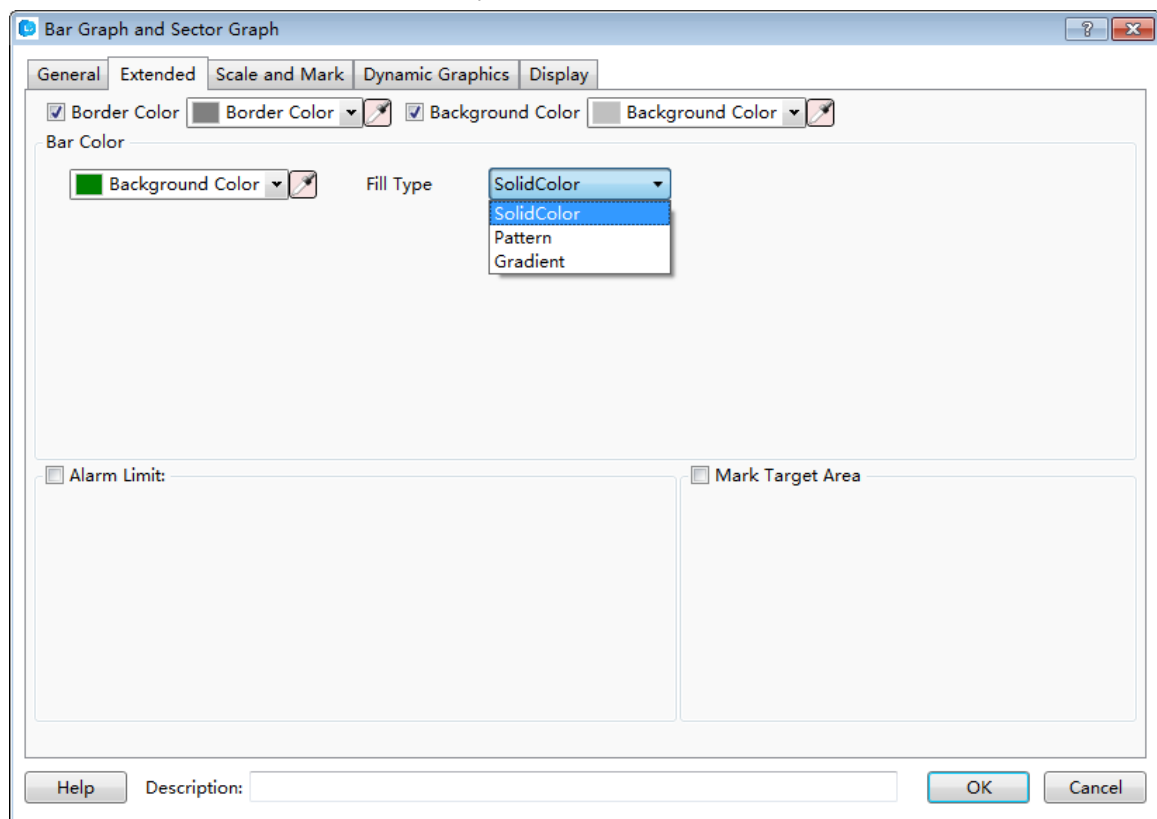 Bar Graph and Sector Graph
?
General Extended Scale and Mark Dynamic Graphics Display
Border Color Border Color Background Color Background Color
Bar Color
Background Color Fill Type SolidColor
SolidColor
Pattern
Gradient
Alarm Limit: Mark Target Area
Help Description: OK Cancel